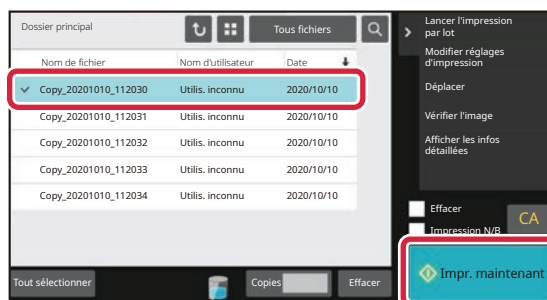 Dossier principal
Tous fichiers
Nom de fichier Nom d'utilisateur Date
Copy_20201010_112030 Utilis. inconnu 2020/10/10
Copy_20201010_112031 Utilis. inconnu 2020/10/10
Copy_20201010_112032 Utilis. inconnu 2020/10/10
Copy_20201010_112033 Utilis. inconnu 2020/10/10
Copy_20201010_112034 Utilis. inconnu 2020/10/10
Tout sélectionner
Copies
Effacer
Lancer l'impression
par lot
Modifier réglages
d'impression
Déplacer
Vérifier l'image
Afficher les infos
détaillées
Effacer
Impression N/B
CA
Impr. maintenant